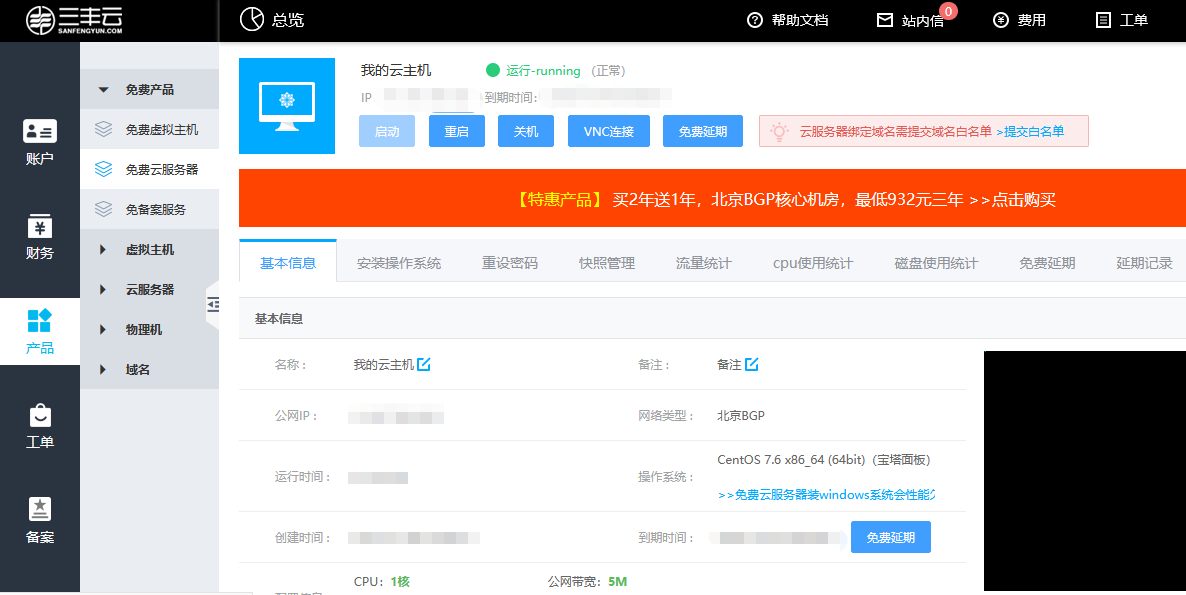 三丰云
SANFENGYUN.COM
总览
帮助文档
站内信
0
费用
工单
账户
财务
产品
工单
备案
免费产品
免费虚拟主机
免费云服务器
免备案服务
虚拟主机
云服务器
物理机
域名
我的云主机
运行-running (正常)
IP
到期时间:
启动
重启
关机
VNC连接
免费延期
云服务器绑定域名需提交域名白名单 >提交白名单
【特惠产品】 买2年送1年，北京BGP核心机房，最低932元三年 >>点击购买
基本信息
安装操作系统
重设密码
快照管理
流量统计
cpu使用统计
磁盘使用统计
免费延期
延期记录
基本信息
名称：
我的云主机
备注：
备注
公网IP：
网络类型：
北京BGP
运行时间：
操作系统：
CentOS 7.6 x86_64 (64bit)（宝塔面板）
>>免费云服务器装windows系统会性能
创建时间：
到期时间：
免费延期
CPU：1核
公网带宽：5M